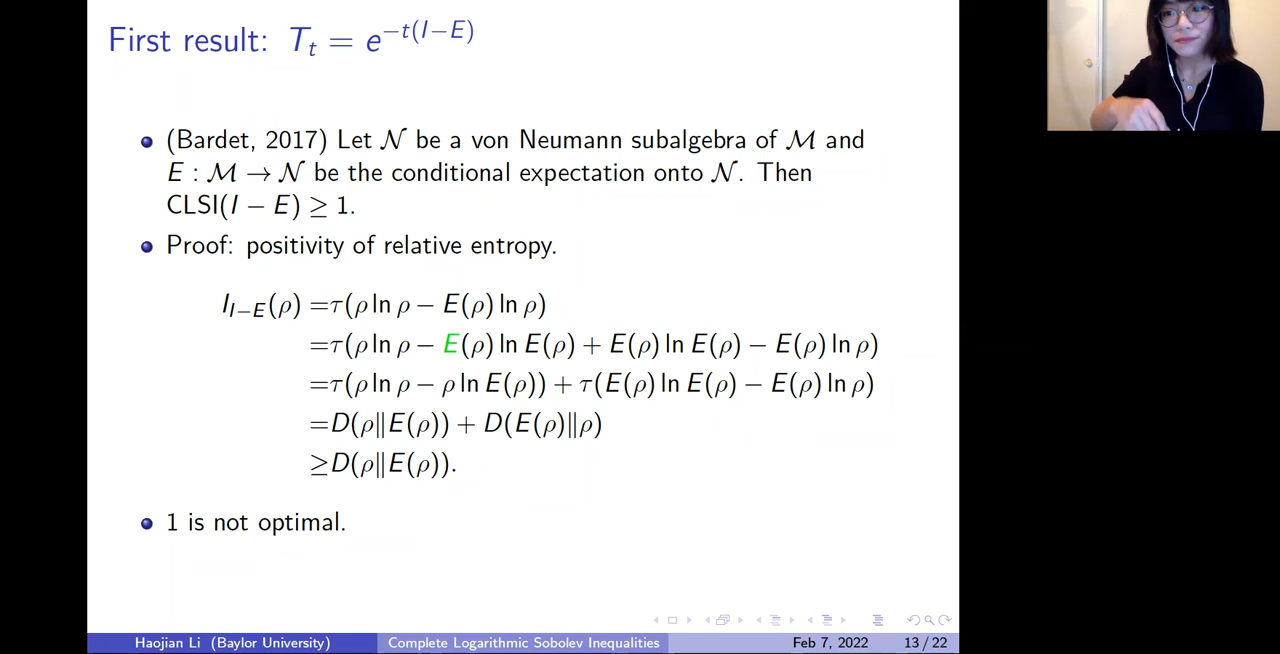 First result: Tₜ = e^{−t(I−E)}
(Bardet, 2017) Let 𝒩 be a von Neumann subalgebra of ℳ and
E : ℳ → 𝒩 be the conditional expectation onto 𝒩. Then
CLSI(I − E) ≥ 1.
Proof: positivity of relative entropy.
I_{I−E}(ρ) =τ(ρ ln ρ − E(ρ) ln ρ)
=τ(ρ ln ρ − E(ρ) ln E(ρ) + E(ρ) ln E(ρ) − E(ρ) ln ρ)
=τ(ρ ln ρ − ρ ln E(ρ)) + τ(E(ρ) ln E(ρ) − E(ρ) ln ρ)
=D(ρ‖E(ρ)) + D(E(ρ)‖ρ)
≥D(ρ‖E(ρ)).
1 is not optimal.
Haojian Li (Baylor University) Complete Logarithmic Sobolev Inequalities Feb 7, 2022 13 / 22